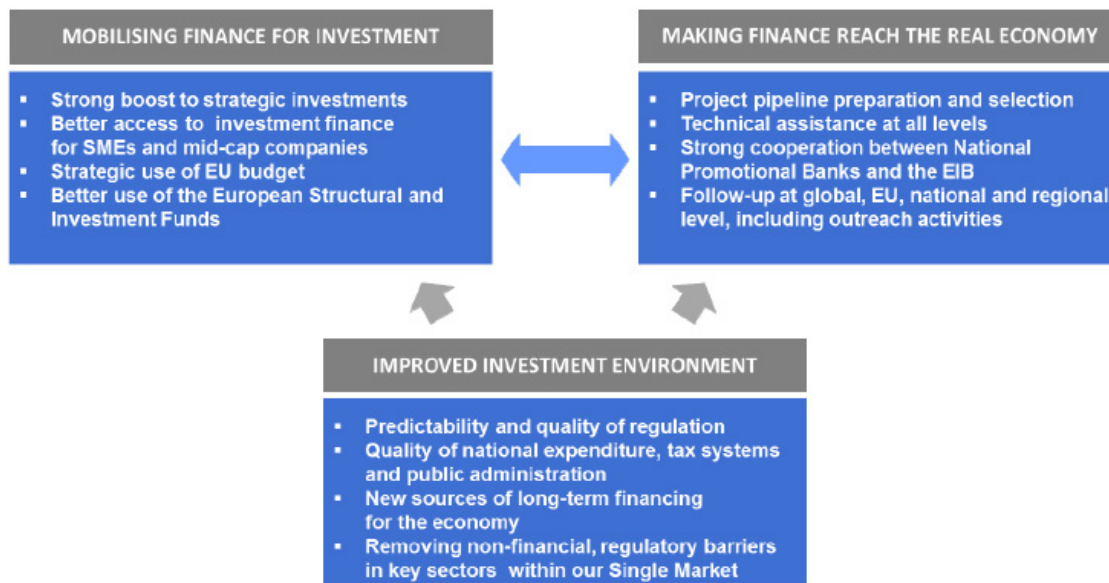 MOBILISING FINANCE FOR INVESTMENT
▪ Strong boost to strategic investments
▪ Better access to investment finance
for SMEs and mid-cap companies
▪ Strategic use of EU budget
▪ Better use of the European Structural and
Investment Funds
MAKING FINANCE REACH THE REAL ECONOMY
▪ Project pipeline preparation and selection
▪ Technical assistance at all levels
▪ Strong cooperation between National
Promotional Banks and the EIB
▪ Follow-up at global, EU, national and regional
level, including outreach activities
IMPROVED INVESTMENT ENVIRONMENT
▪ Predictability and quality of regulation
▪ Quality of national expenditure, tax systems
and public administration
▪ New sources of long-term financing
for the economy
▪ Removing non-financial, regulatory barriers
in key sectors within our Single Market